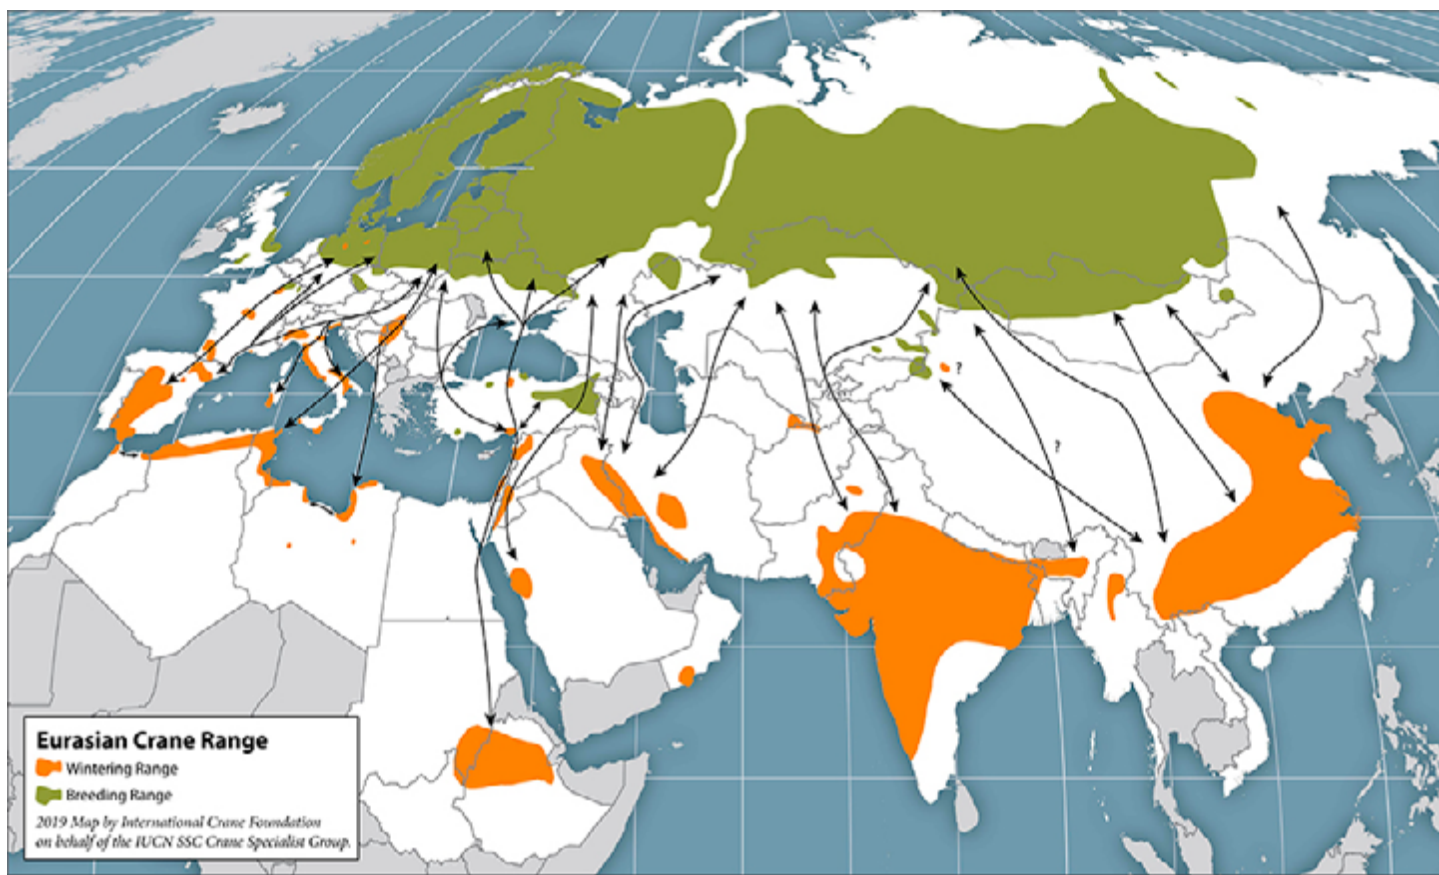 ?
?
Eurasian Crane Range
Wintering Range
Breeding Range
2019 Map by International Crane Foundation
on behalf of the IUCN SSC Crane Specialist Group.